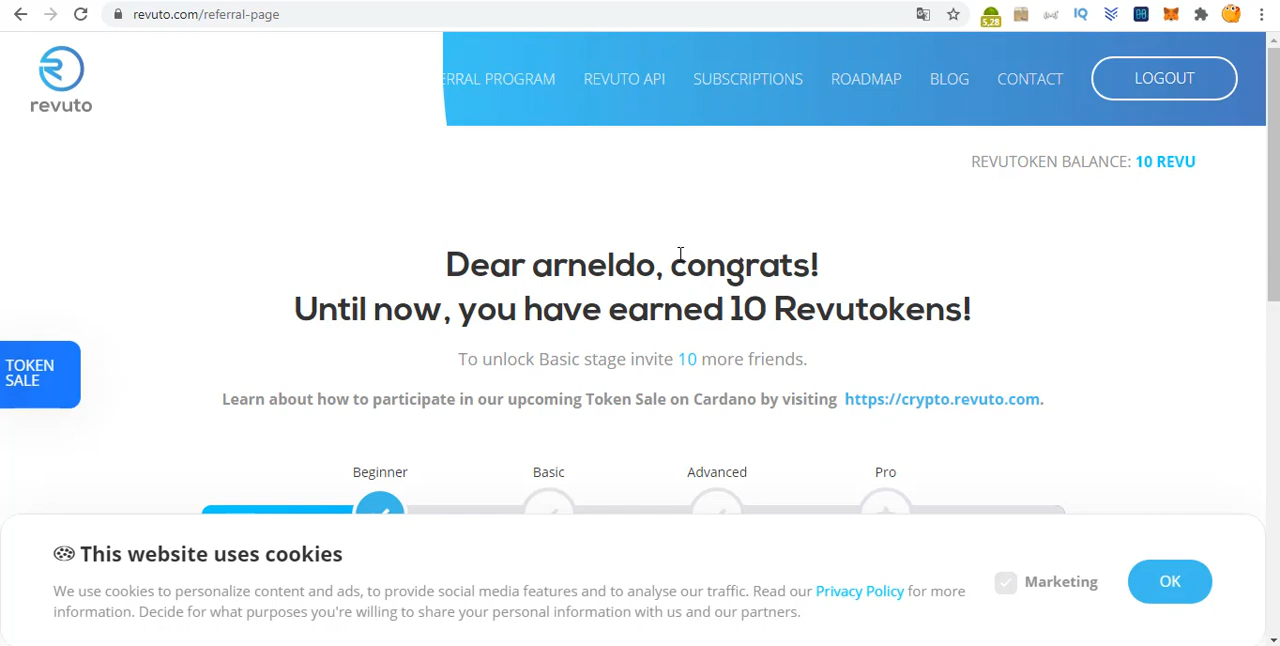 revuto.com/referral-page
5,28
IQ
revuto
ERRAL PROGRAM
REVUTO API
SUBSCRIPTIONS
ROADMAP
BLOG
CONTACT
LOGOUT
REVUTOKEN BALANCE: 10 REVU
Dear arneldo, congrats!
Until now, you have earned 10 Revutokens!
To unlock Basic stage invite 10 more friends.
TOKEN
SALE
Learn about how to participate in our upcoming Token Sale on Cardano by visiting https://crypto.revuto.com.
Beginner
Basic
Advanced
Pro
This website uses cookies
We use cookies to personalize content and ads, to provide social media features and to analyse our traffic. Read our Privacy Policy for more
information. Decide for what purposes you're willing to share your personal information with us and our partners.
Marketing
OK